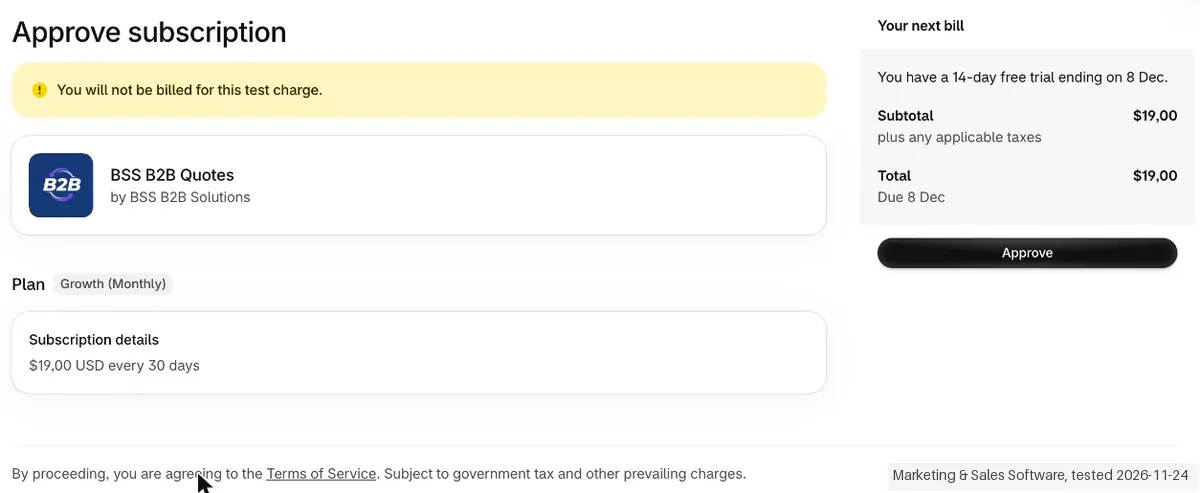 Approve subscription
You will not be billed for this test charge.
B2B
BSS B2B Quotes
by BSS B2B Solutions
Plan
Growth (Monthly)
Subscription details
$19,00 USD every 30 days
Your next bill
You have a 14-day free trial ending on 8 Dec.
Subtotal $19,00
plus any applicable taxes
Total $19,00
Due 8 Dec
Approve
By proceeding, you are agreeing to the Terms of Service. Subject to government tax and other prevailing charges.
Marketing & Sales Software, tested 2026-11-24